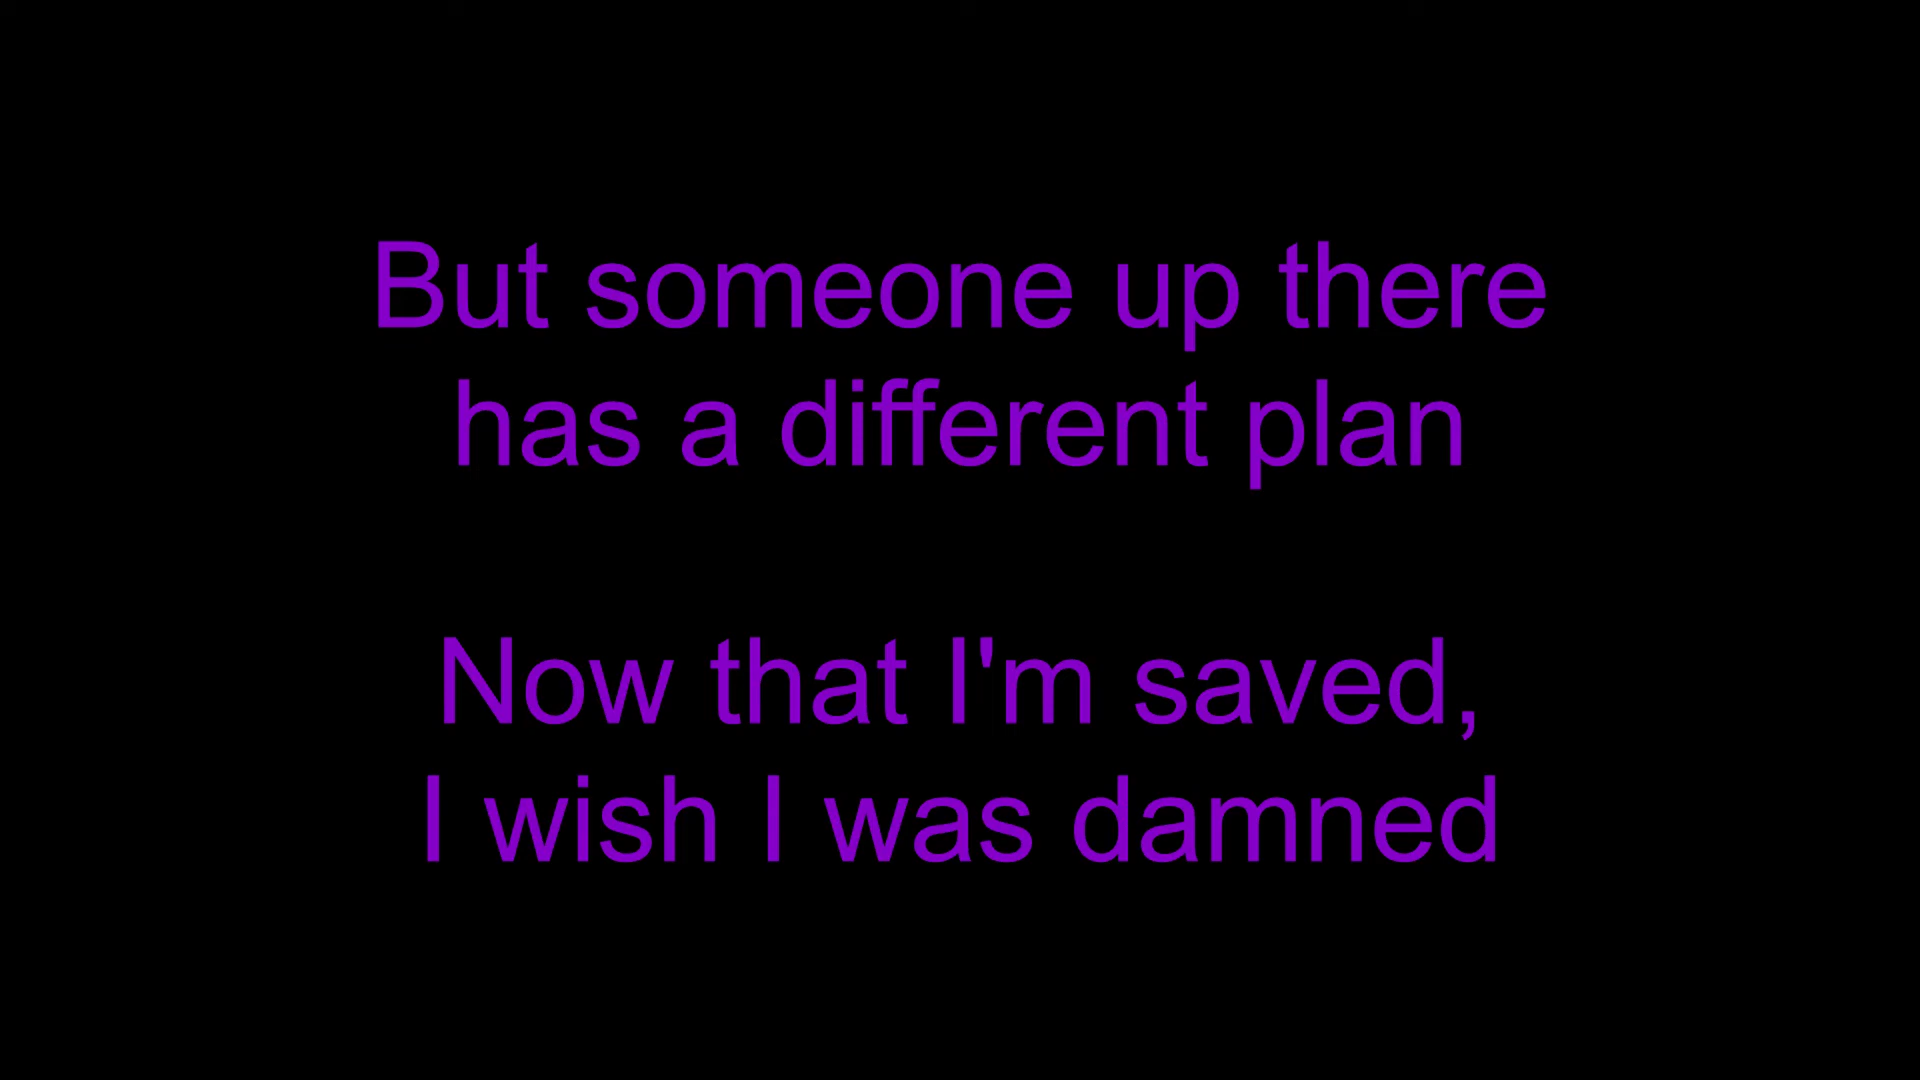 But someone up there
has a different plan
Now that I'm saved,
I wish I was damned